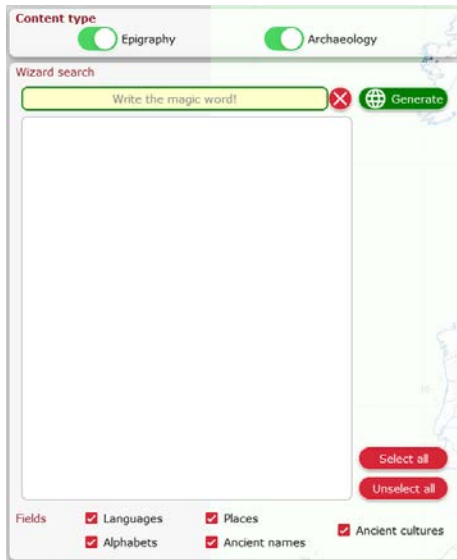 Content type
Epigraphy Archaeology
Wizard search
Write the magic word! Generate
Select all
Unselect all
Fields Languages Places Ancient cultures
Alphabets Ancient names